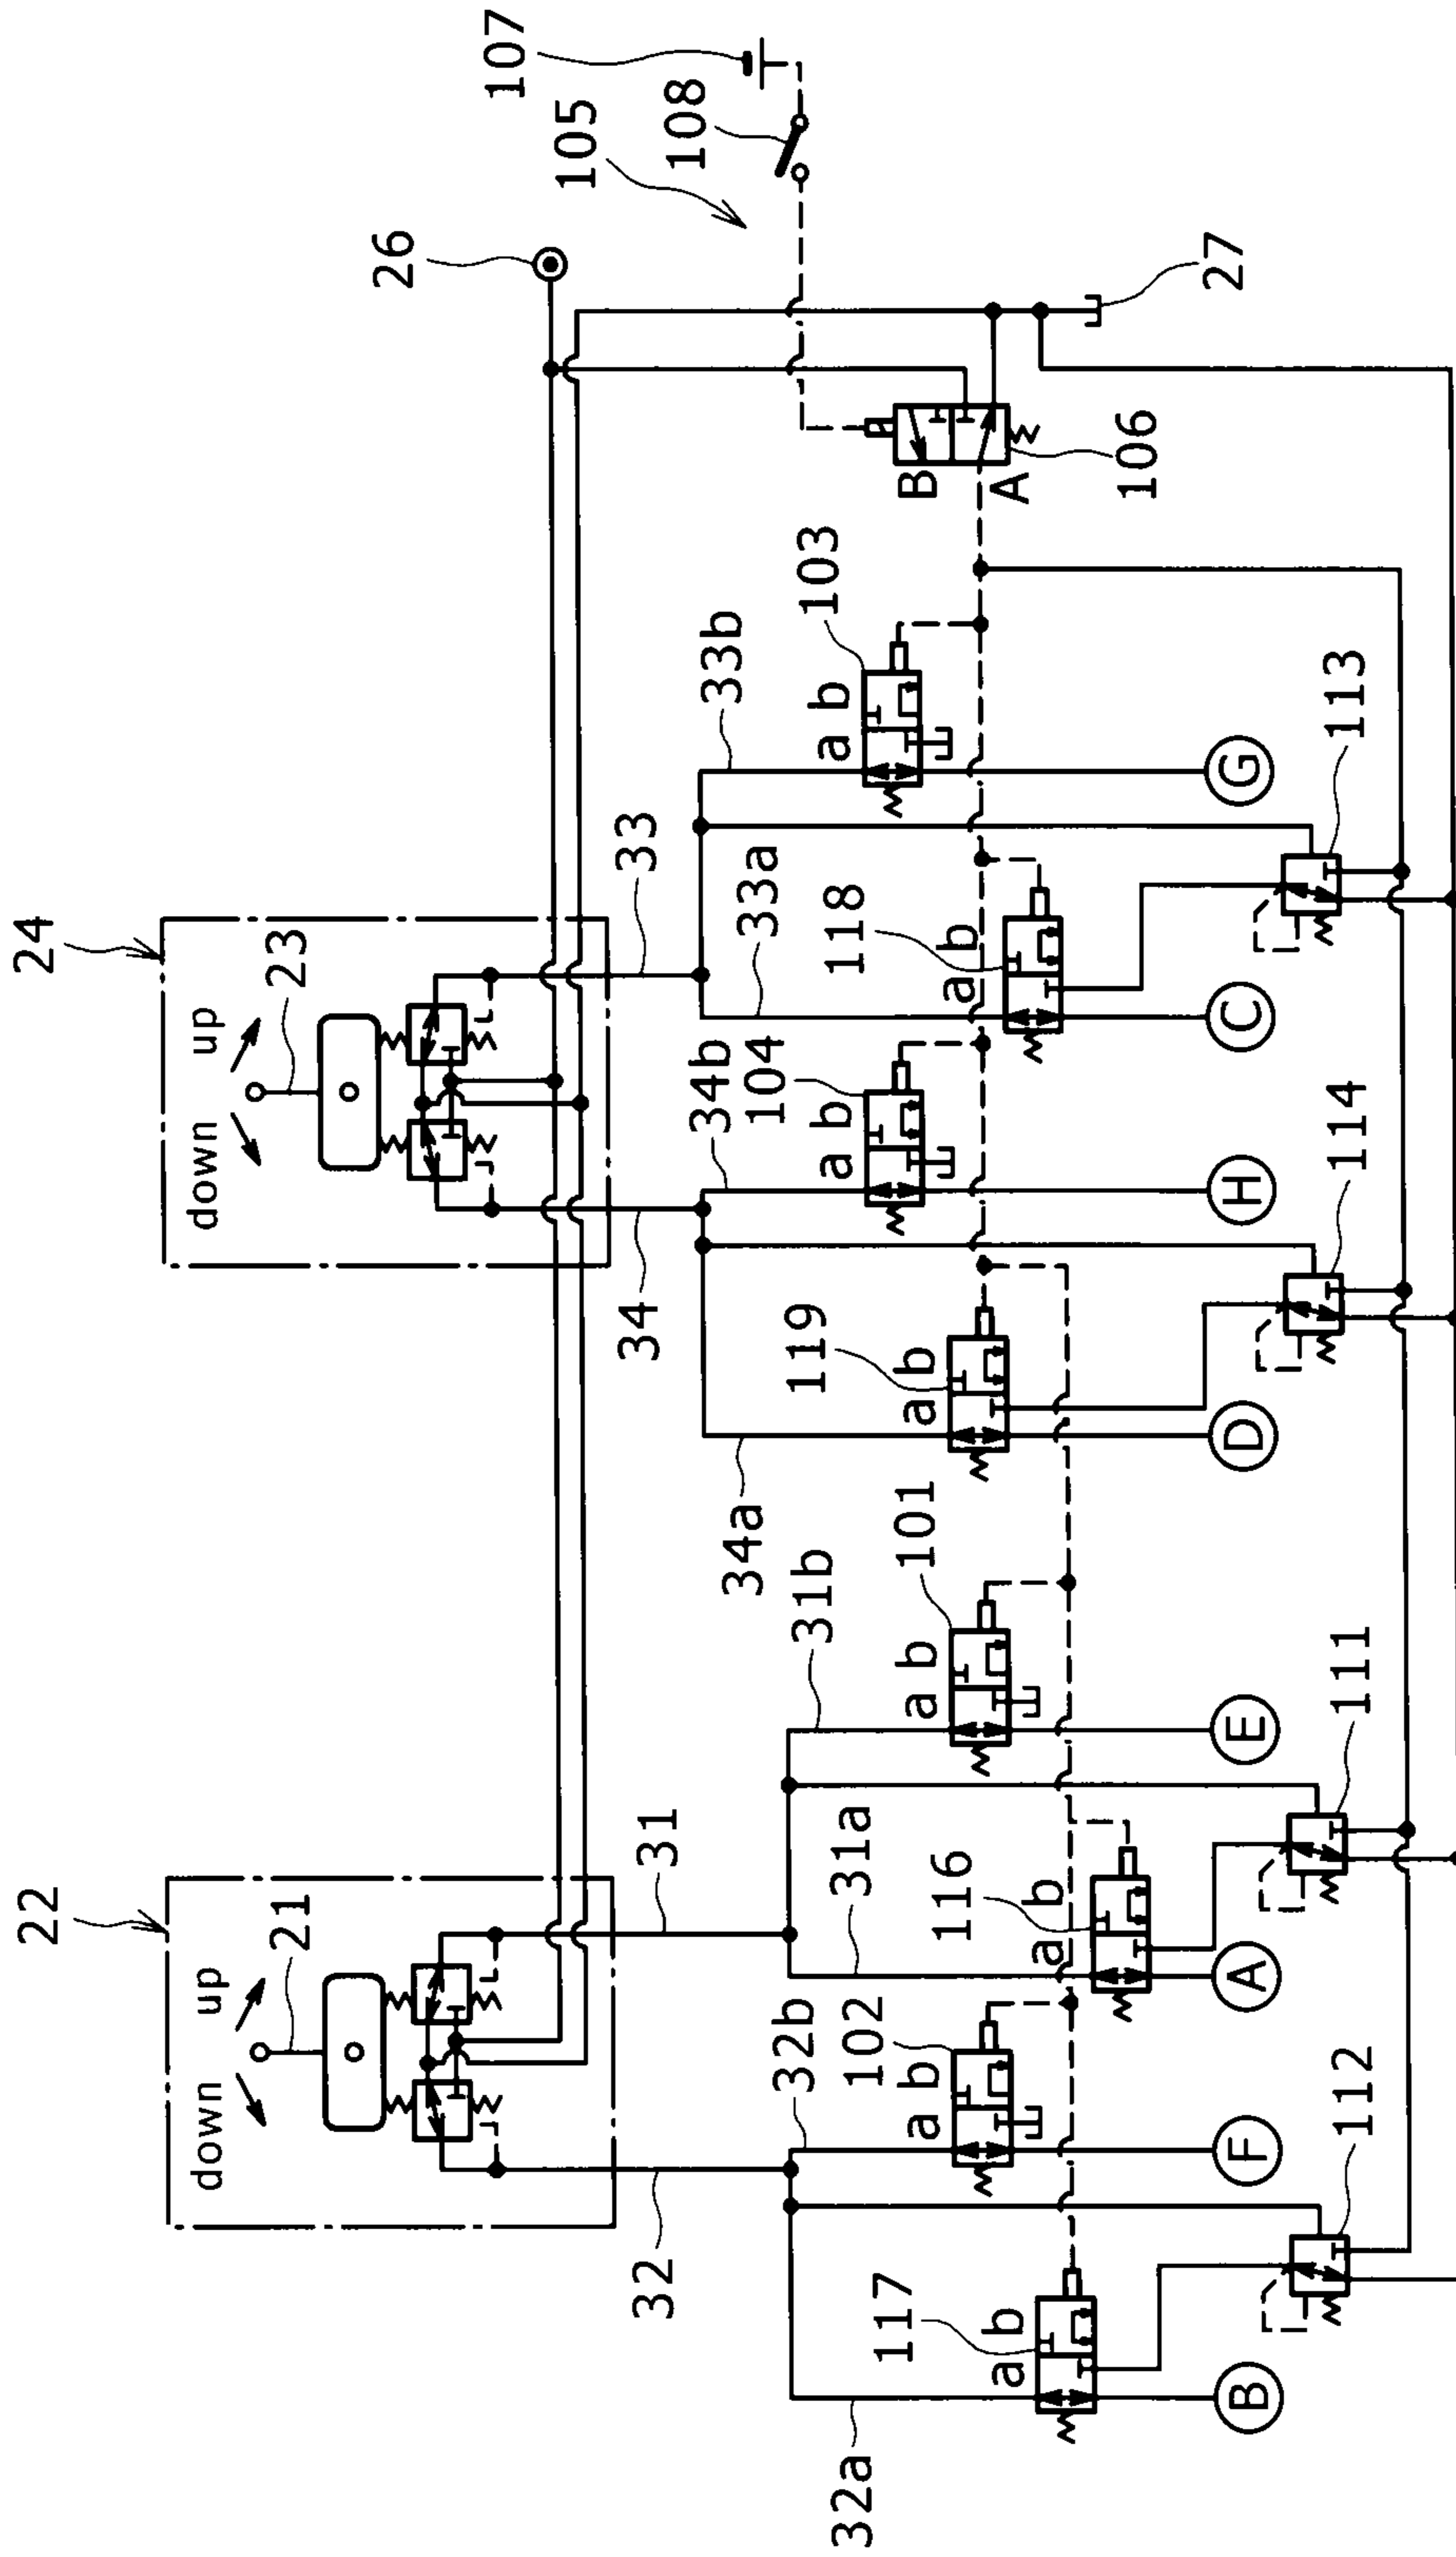 24
22
23
down
up
21
down
up
26
107
105
108
27
106
B
A
103
33b
a b
33
33a
118
a b
34b
104
a b
34
119
a b
34a
101
31b
a b
31
31a
116
a b
102
32b
a b
32
117
a b
32a
G
C
H
D
E
A
F
B
113
114
111
112